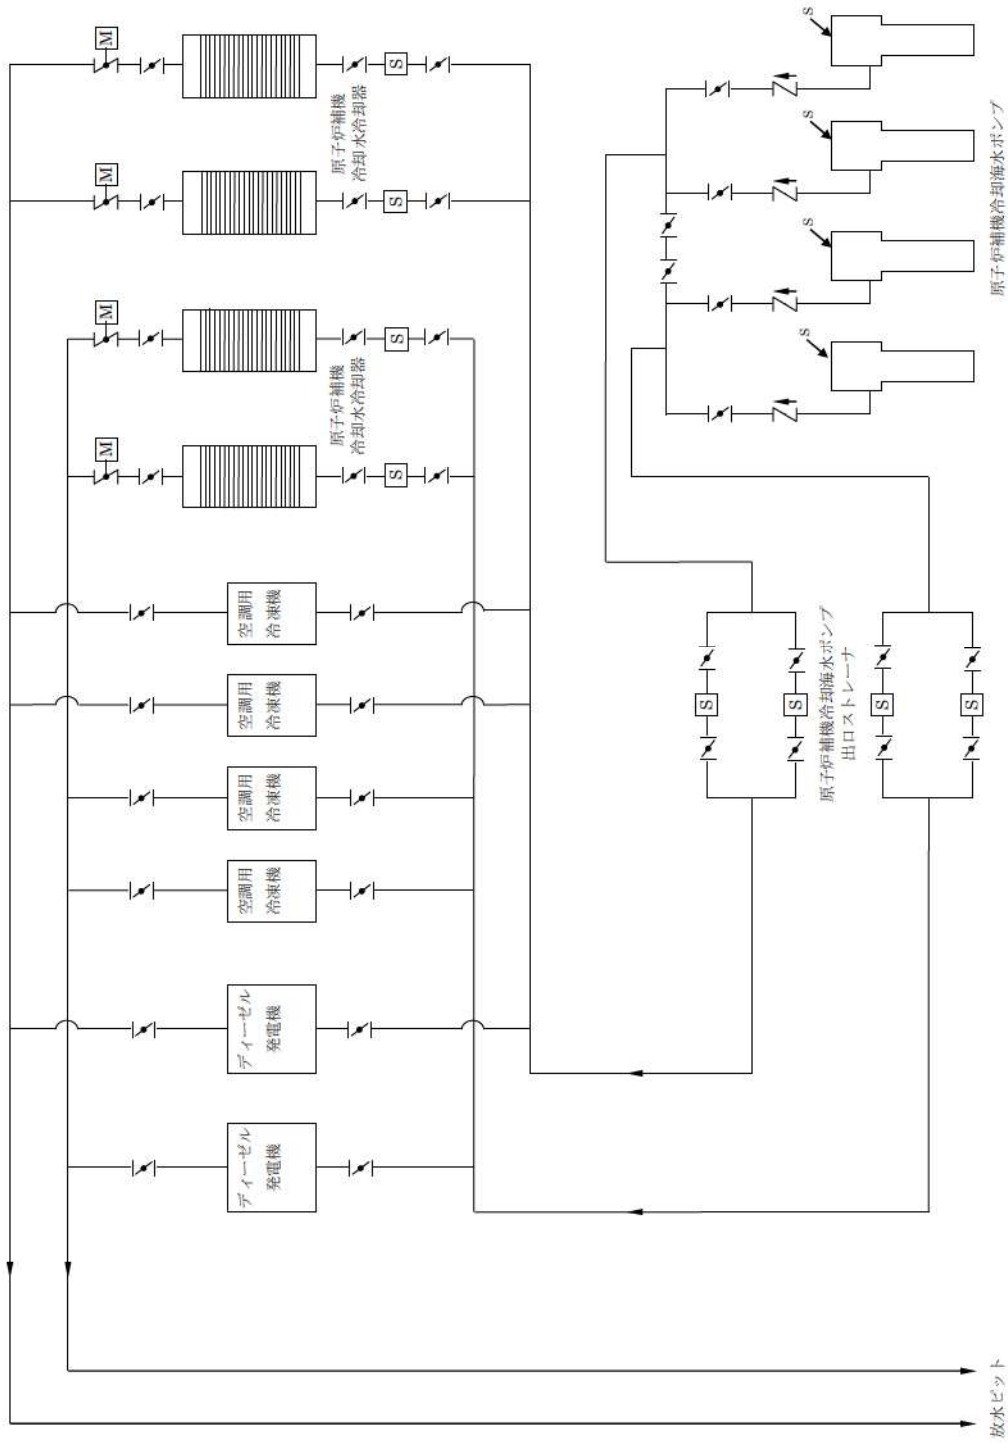 M
M
M
M
ディーゼル
発電機
ディーゼル
発電機
空調用
冷凍機
空調用
冷凍機
空調用
冷凍機
空調用
冷凍機
原子炉補機
冷却水冷却器
原子炉補機
冷却水冷却器
S
S
S
S
S
S
原子炉補機冷却海水ポンプ
出口ストレーナ
S
S
S
S
S
S
放水ピット
原子炉補機冷却海水ポンプ